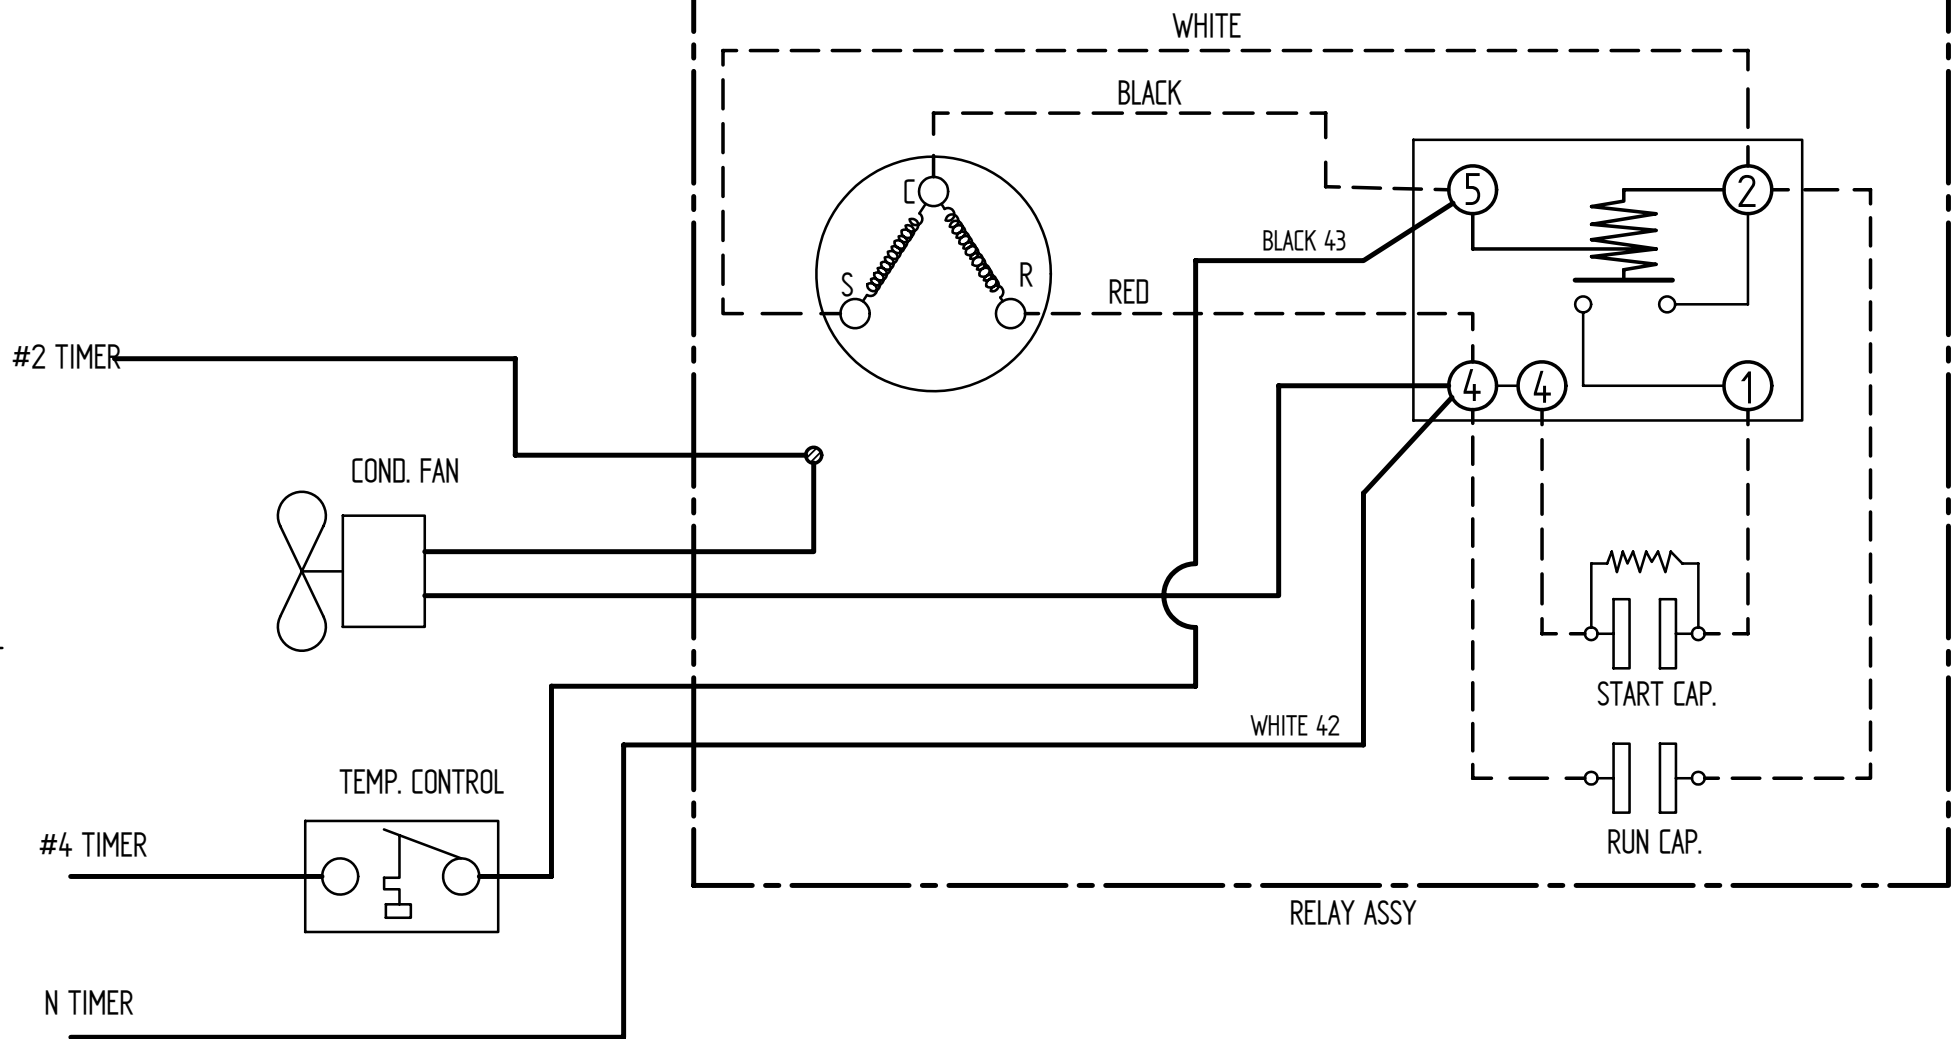 WHITE
BLACK
C
S
R
5
2
BLACK 43
RED
#2 TIMER
4
4
1
COND. FAN
START CAP.
WHITE 42
TEMP. CONTROL
#4 TIMER
RUN CAP.
RELAY ASSY
N TIMER